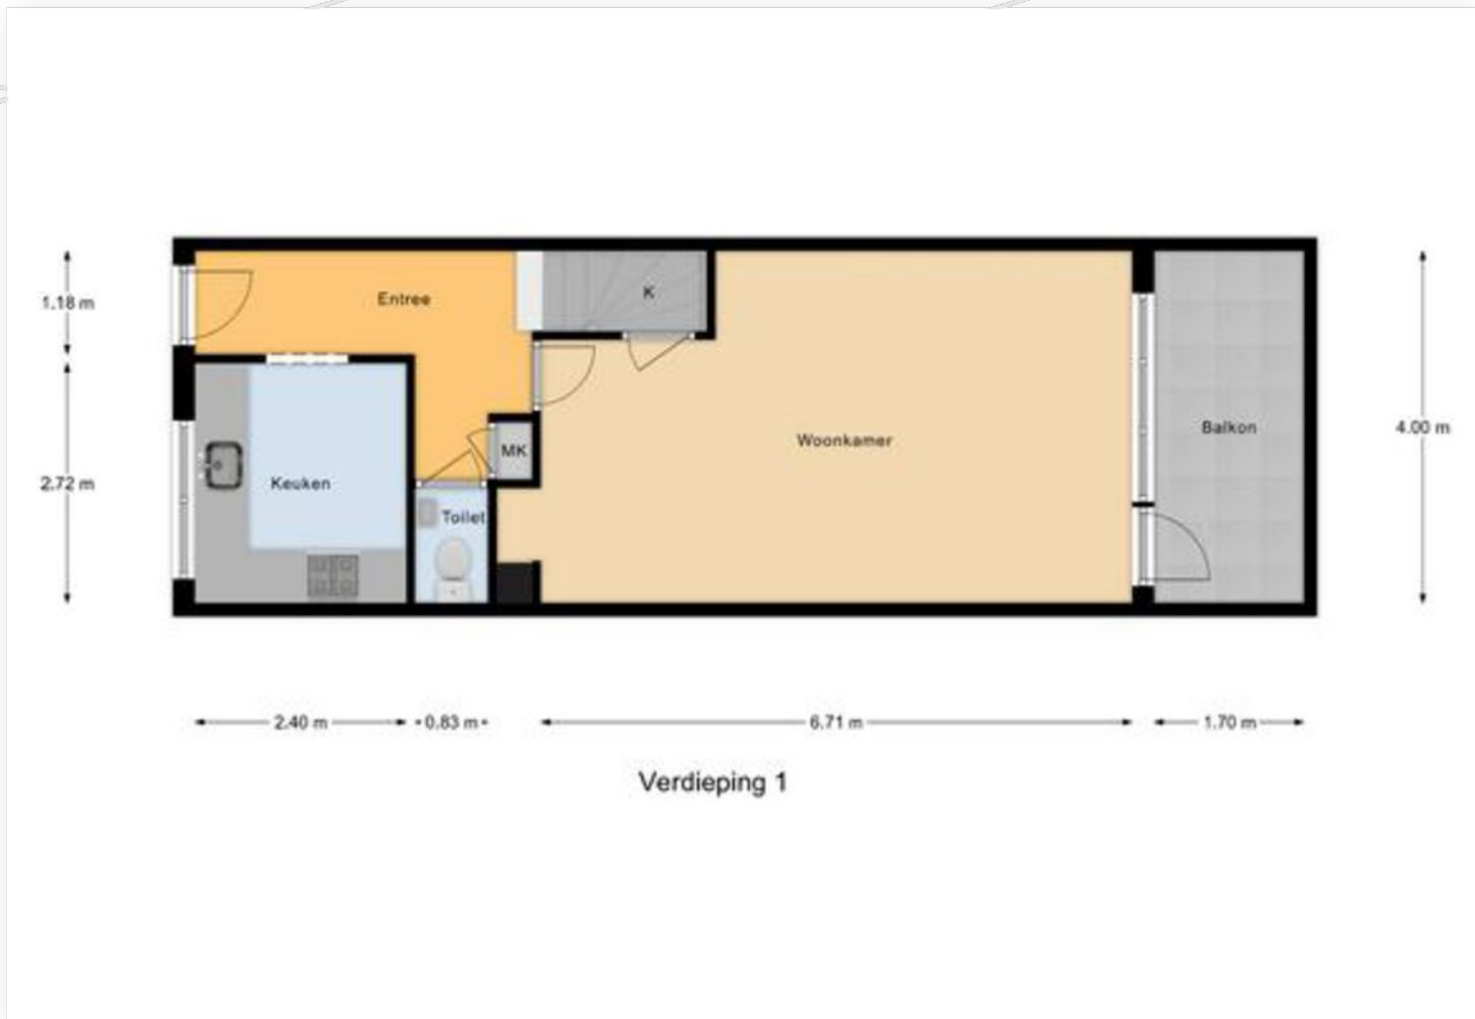 1.18 m
Entree
K
2.72 m
Keuken
MK
Toilet
Woonkamer
Balkon
4.00 m
2.40 m
0.83 m
6.71 m
1.70 m
Verdieping 1